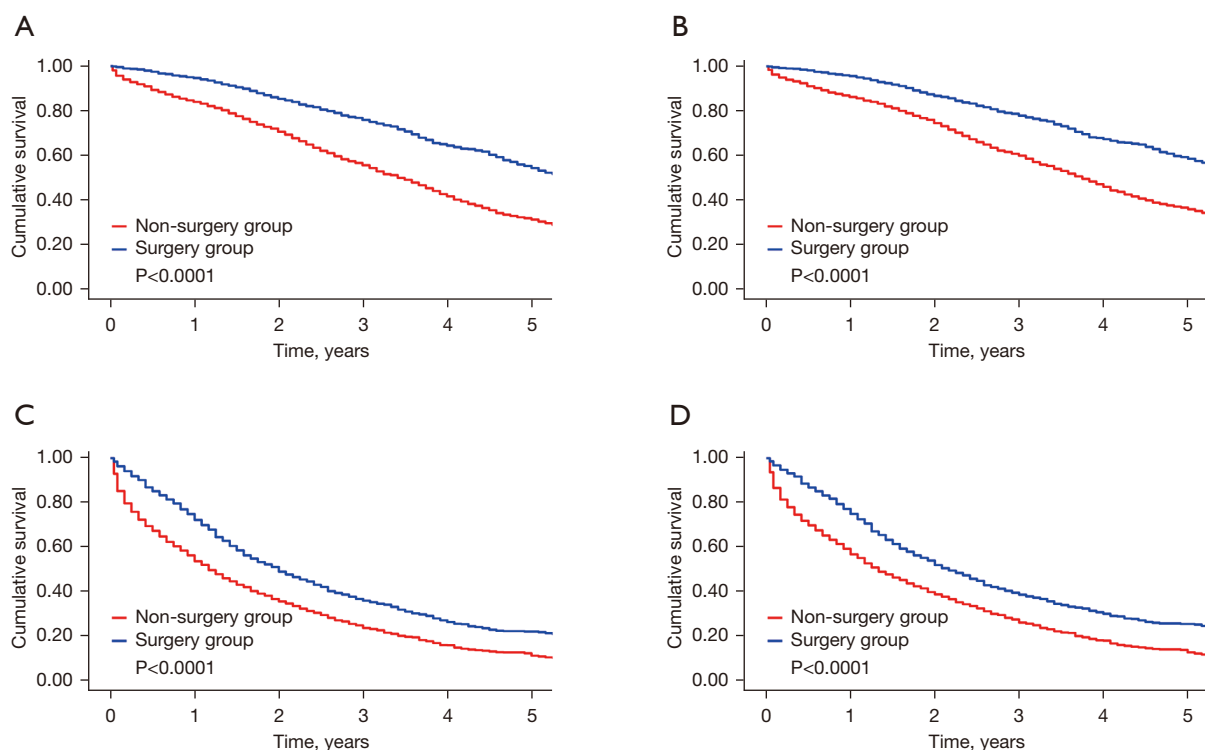 A
1.00
0.80
0.60
0.40
0.20
0.00
Cumulative survival
Non-surgery group
Surgery group
P<0.0001
0 1 2 3 4 5
Time, years
B
1.00
0.80
0.60
0.40
0.20
0.00
Cumulative survival
Non-surgery group
Surgery group
P<0.0001
0 1 2 3 4 5
Time, years
C
1.00
0.80
0.60
0.40
0.20
0.00
Cumulative survival
Non-surgery group
Surgery group
P<0.0001
0 1 2 3 4 5
Time, years
D
1.00
0.80
0.60
0.40
0.20
0.00
Cumulative survival
Non-surgery group
Surgery group
P<0.0001
0 1 2 3 4 5
Time, years